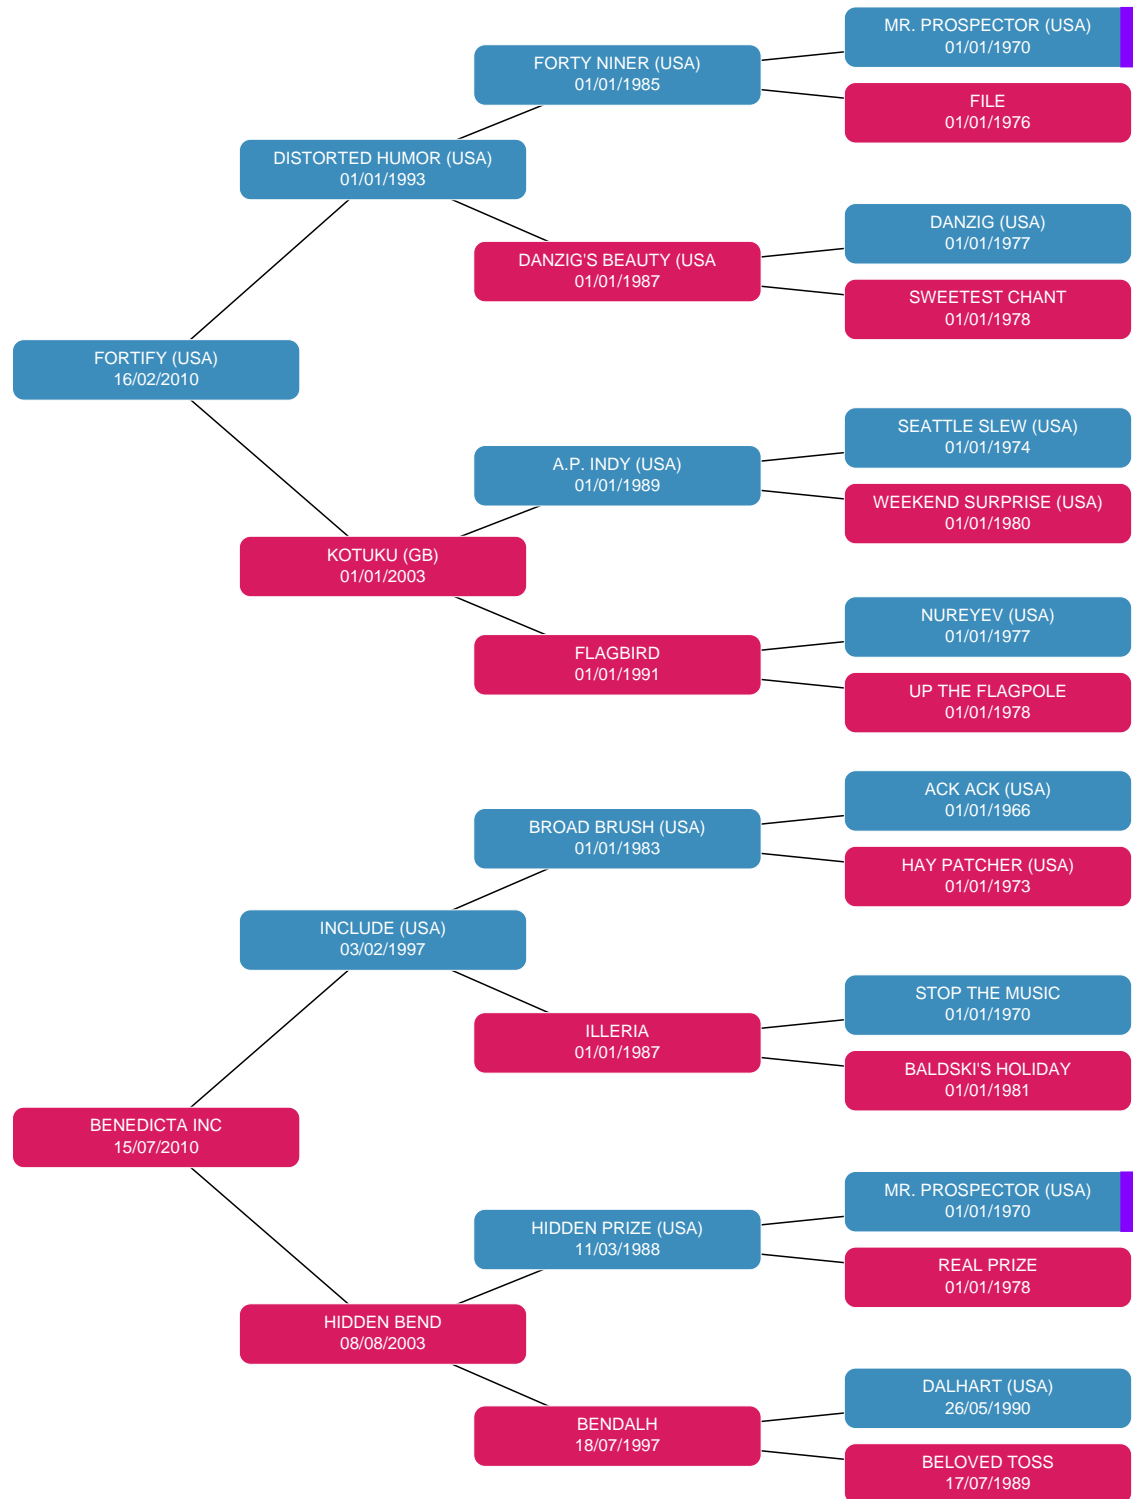 MR. PROSPECTOR (USA)
01/01/1970
FORTY NINER (USA)
01/01/1985
FILE
01/01/1976
DISTORTED HUMOR (USA)
01/01/1993
DANZIG (USA)
01/01/1977
DANZIG'S BEAUTY (USA
01/01/1987
SWEETEST CHANT
01/01/1978
FORTIFY (USA)
16/02/2010
SEATTLE SLEW (USA)
01/01/1974
A.P. INDY (USA)
01/01/1989
WEEKEND SURPRISE (USA)
01/01/1980
KOTUKU (GB)
01/01/2003
NUREYEV (USA)
01/01/1977
FLAGBIRD
01/01/1991
UP THE FLAGPOLE
01/01/1978
ACK ACK (USA)
01/01/1966
BROAD BRUSH (USA)
01/01/1983
HAY PATCHER (USA)
01/01/1973
INCLUDE (USA)
03/02/1997
STOP THE MUSIC
01/01/1970
ILLERIA
01/01/1987
BALDSKI'S HOLIDAY
01/01/1981
BENEDICTA INC
15/07/2010
MR. PROSPECTOR (USA)
01/01/1970
HIDDEN PRIZE (USA)
11/03/1988
REAL PRIZE
01/01/1978
HIDDEN BEND
08/08/2003
DALHART (USA)
26/05/1990
BENDALH
18/07/1997
BELOVED TOSS
17/07/1989